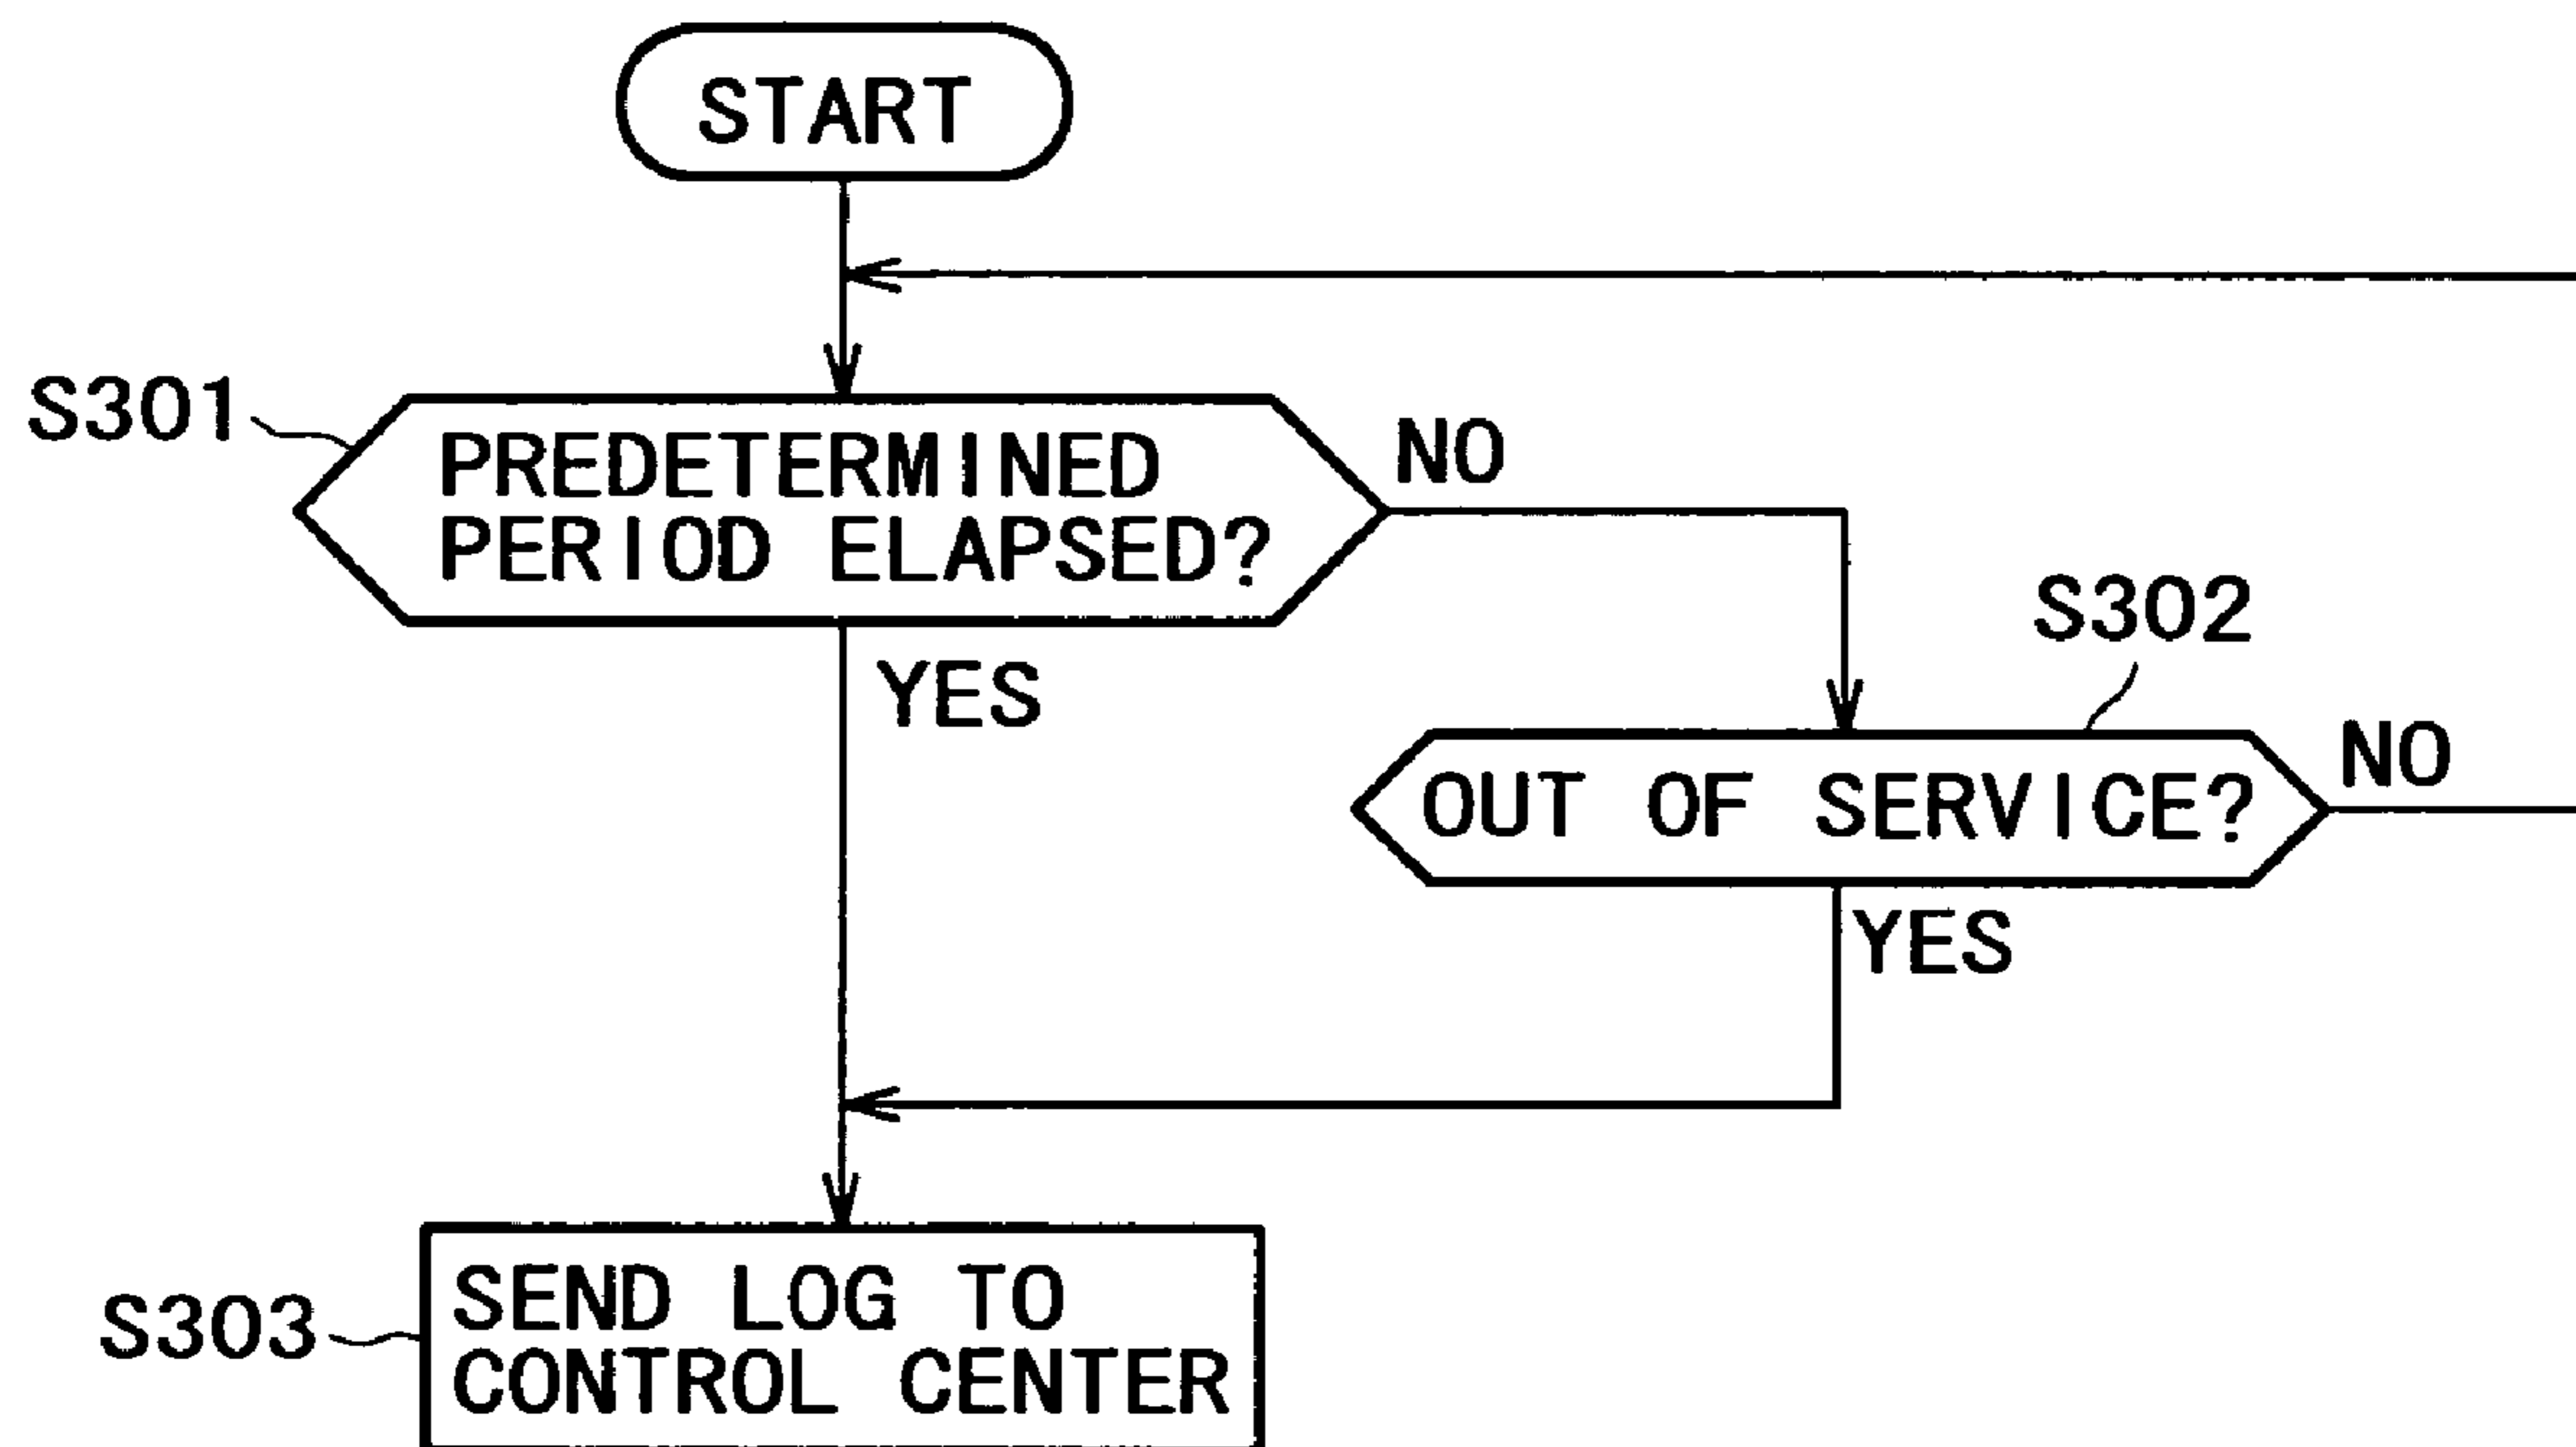 START
S301
PREDETERMINED
PERIOD ELAPSED?
NO
YES
S302
OUT OF SERVICE?
NO
YES
S303
SEND LOG TO
CONTROL CENTER